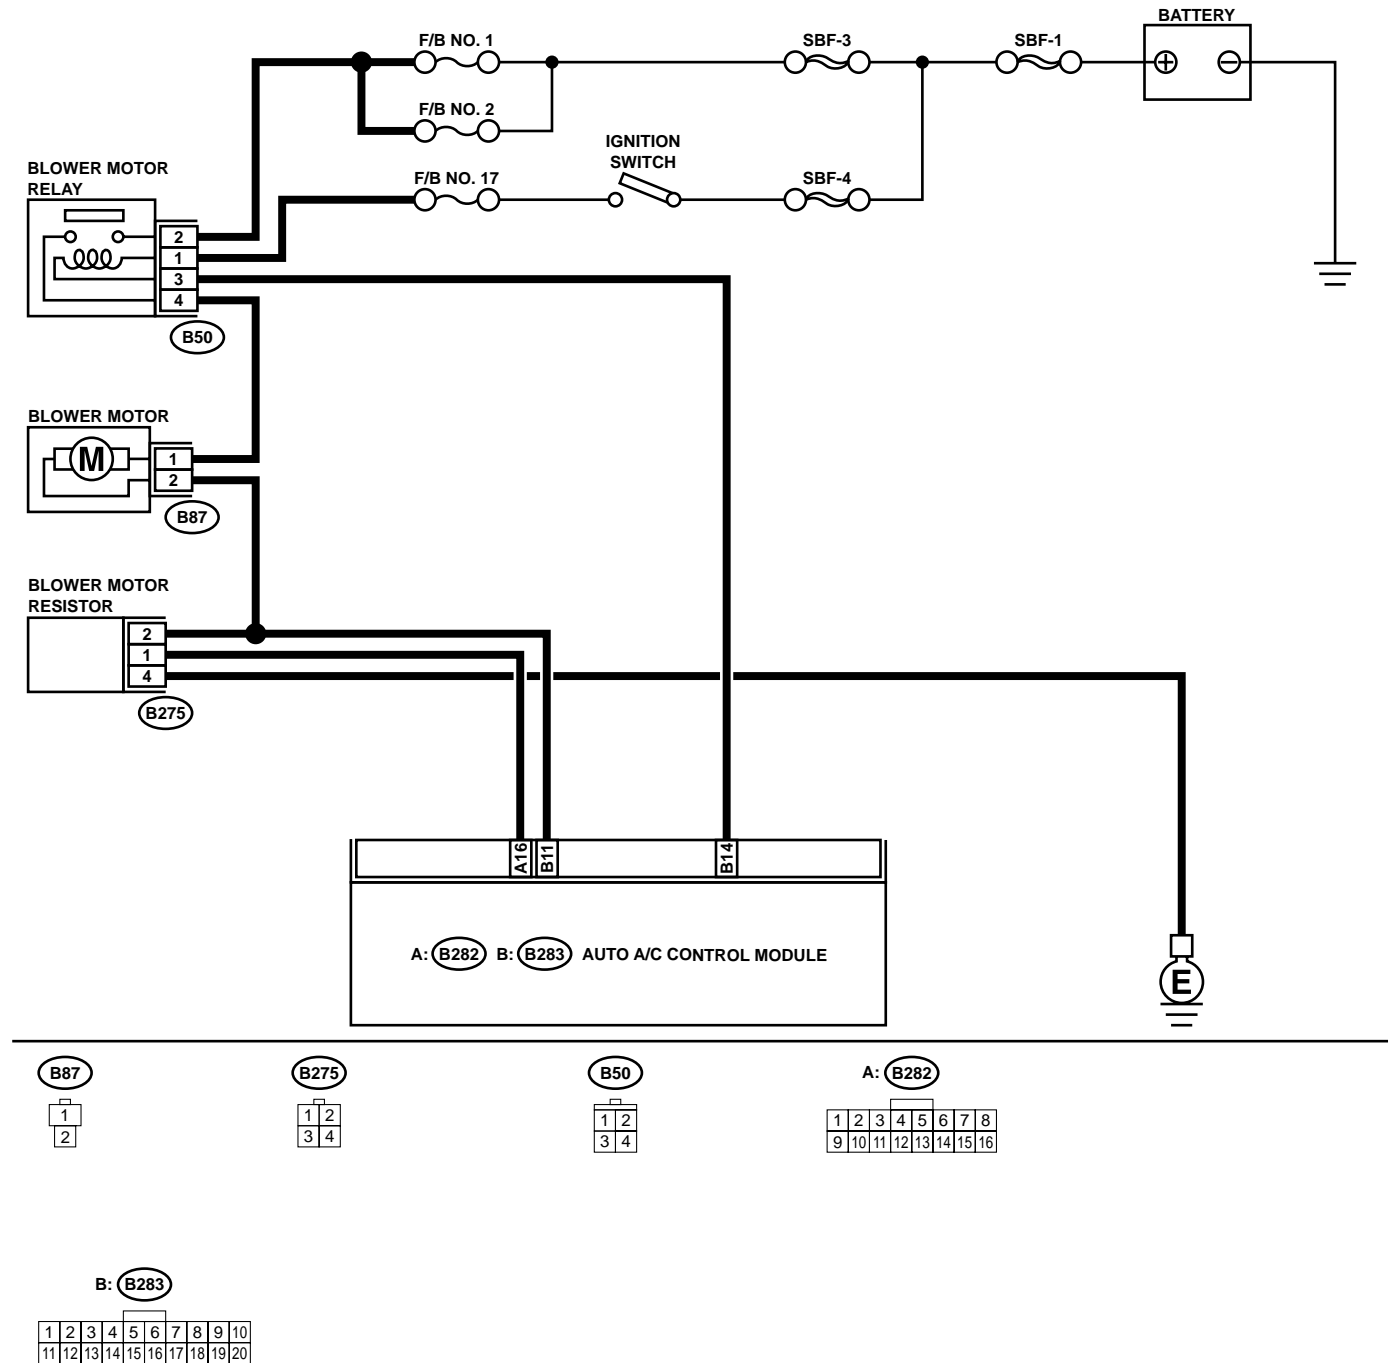 BATTERY
F/B NO. 1
SBF-3
SBF-1
F/B NO. 2
IGNITION
SWITCH
BLOWER MOTOR
RELAY
F/B NO. 17
SBF-4
2
1
3
4
B50
BLOWER MOTOR
M
1
2
B87
BLOWER MOTOR
RESISTOR
2
1
4
B275
A16
B11
B14
A: B282 B: B283 AUTO A/C CONTROL MODULE
E
B87
1
2
B275
1 2
3 4
B50
1 2
3 4
A: B282
1 2 3 4 5 6 7 8
9 10 11 12 13 14 15 16
B: B283
1 2 3 4 5 6 7 8 9 10
11 12 13 14 15 16 17 18 19 20